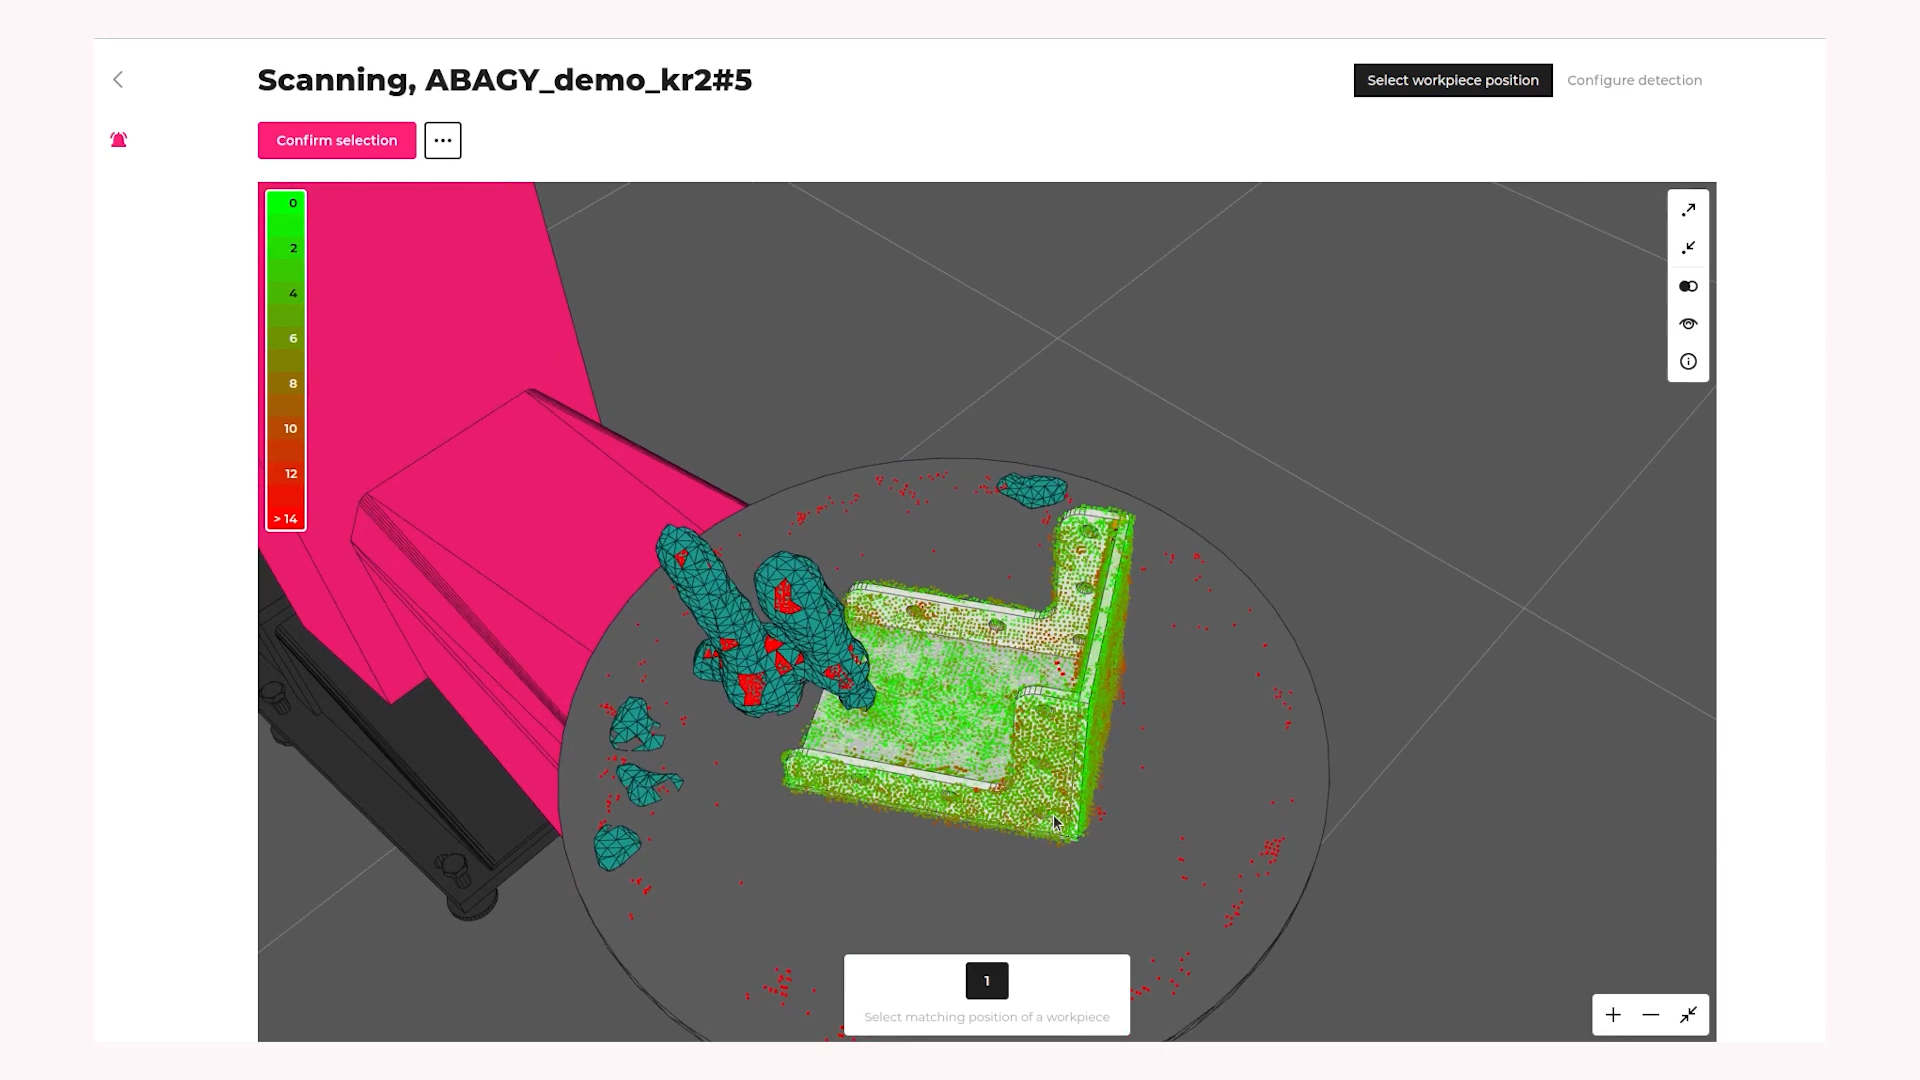 Scanning, ABAGY_demo_kr2#5
Select workpiece position
Configure detection
Confirm selection
0
2
4
6
8
10
12
> 14
1
Select matching position of a workpiece